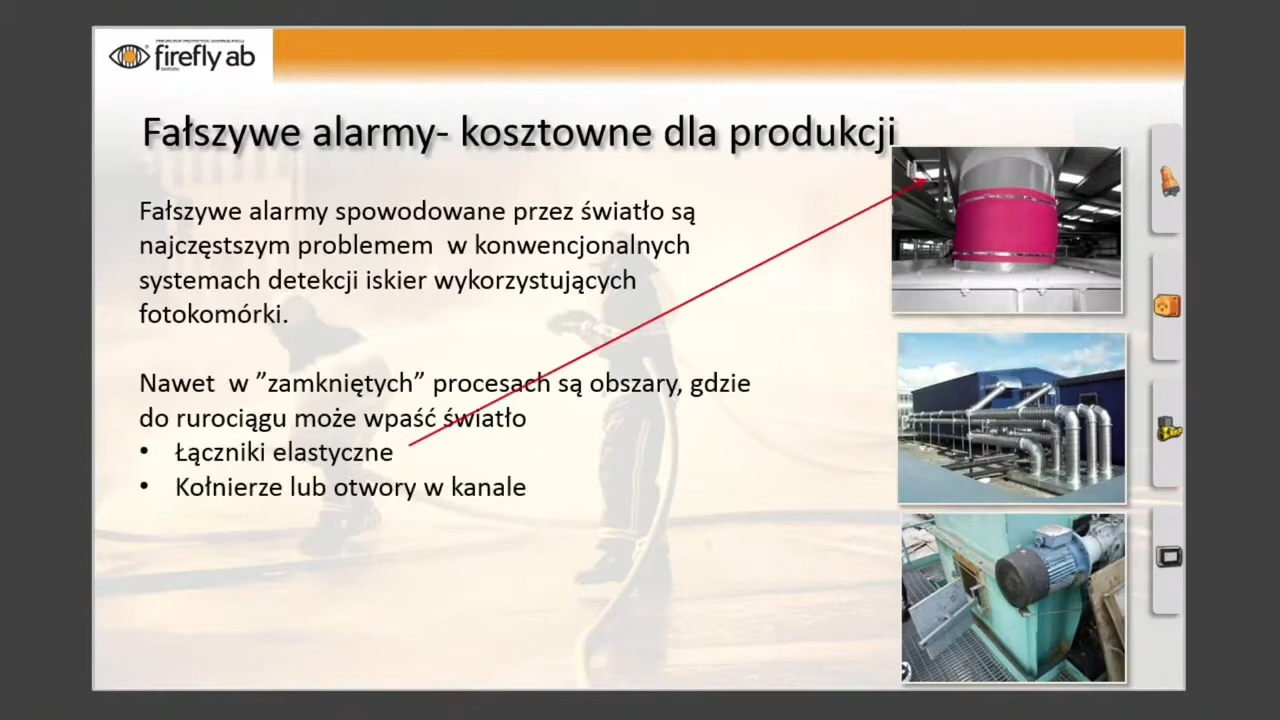 firefly ab
Fałszywe alarmy- kosztowne dla produkcji
Fałszywe alarmy spowodowane przez światło są
najczęstszym problemem w konwencjonalnych
systemach detekcji iskier wykorzystujących
fotokomórki.
Nawet w ”zamkniętych” procesach są obszary, gdzie
do rurociągu może wpaść światło
• Łączniki elastyczne
• Kołnierze lub otwory w kanale